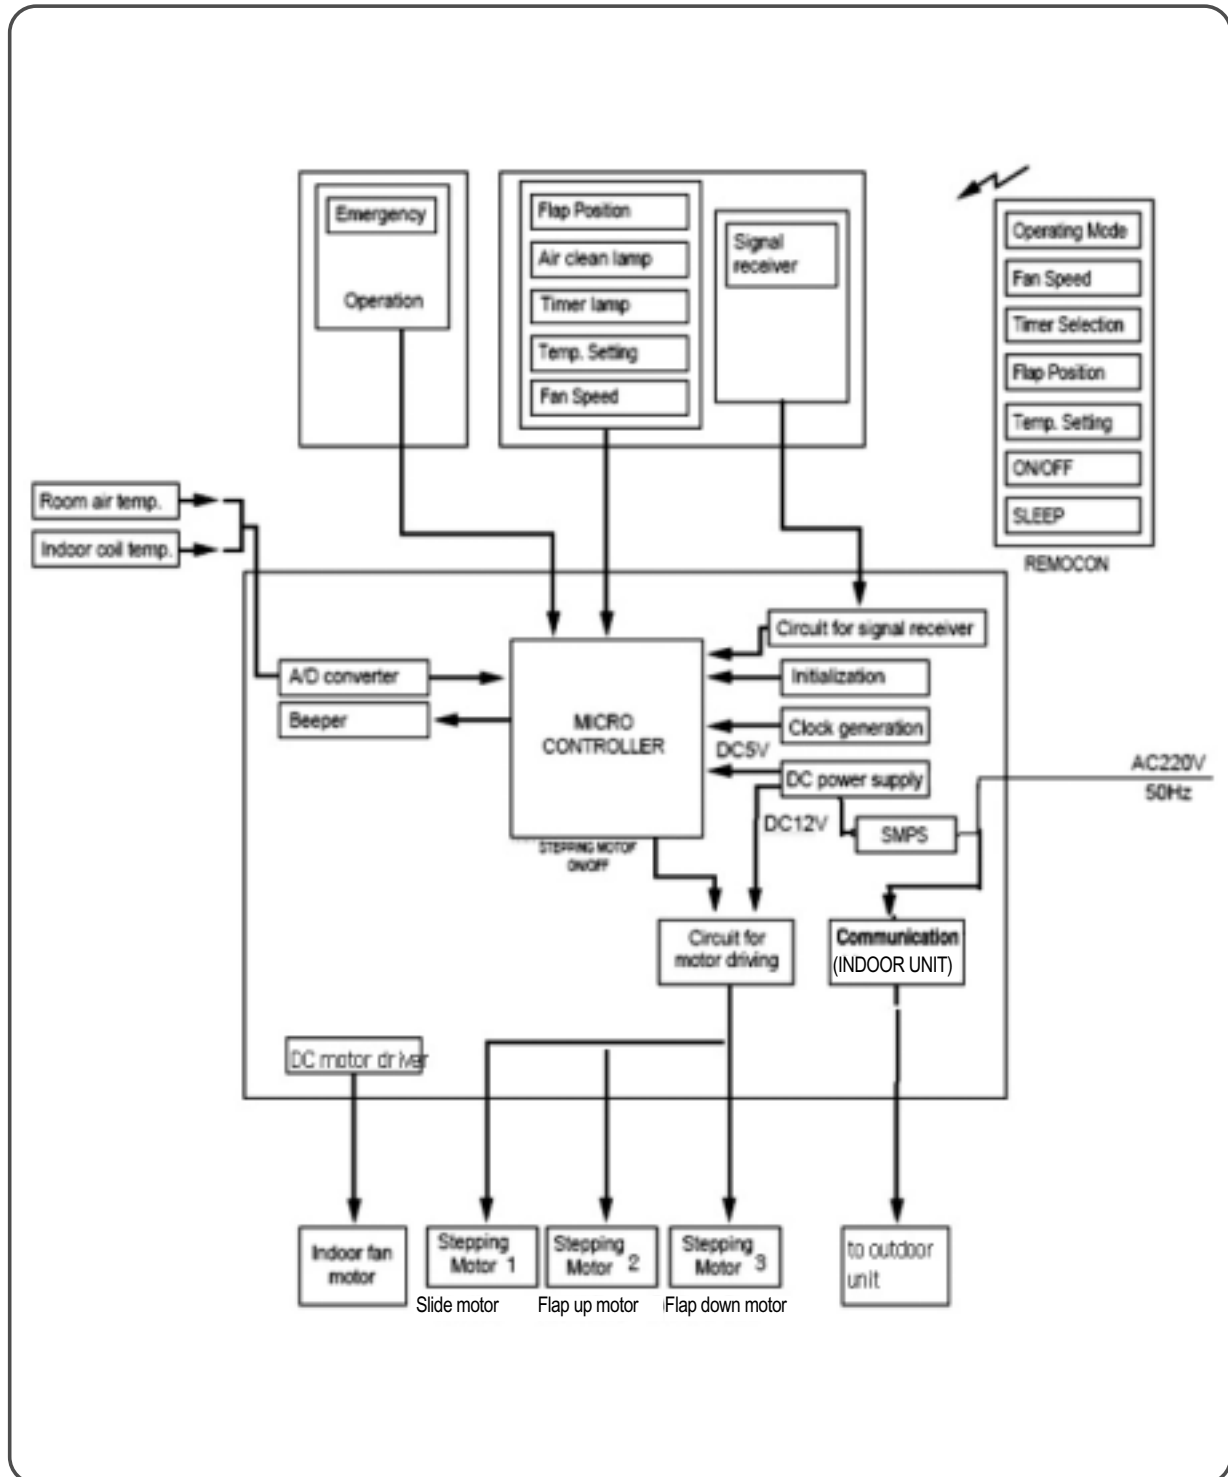 Emergency
Operation
Flap Position
Air clean lamp
Timer lamp
Temp. Setting
Fan Speed
Signal
receiver
Operating Mode
Fan Speed
Timer Selection
Flap Position
Temp. Setting
ON/OFF
SLEEP
REMOCON
Room air temp.
Indoor coil temp.
Circuit for signal receiver
A/D converter
Initialization
Beeper
MICRO
CONTROLLER
Clock generation
DC5V
DC power supply
AC220V
50Hz
DC12V
SMPS
STEPPING MOTOR
ON/OFF
Circuit for
motor driving
Communication
(INDOOR UNIT)
DC motor driver
Indoor fan
motor
Stepping
Motor 1
Stepping
Motor 2
Stepping
Motor 3
to outdoor
unit
Slide motor
Flap up motor
Flap down motor